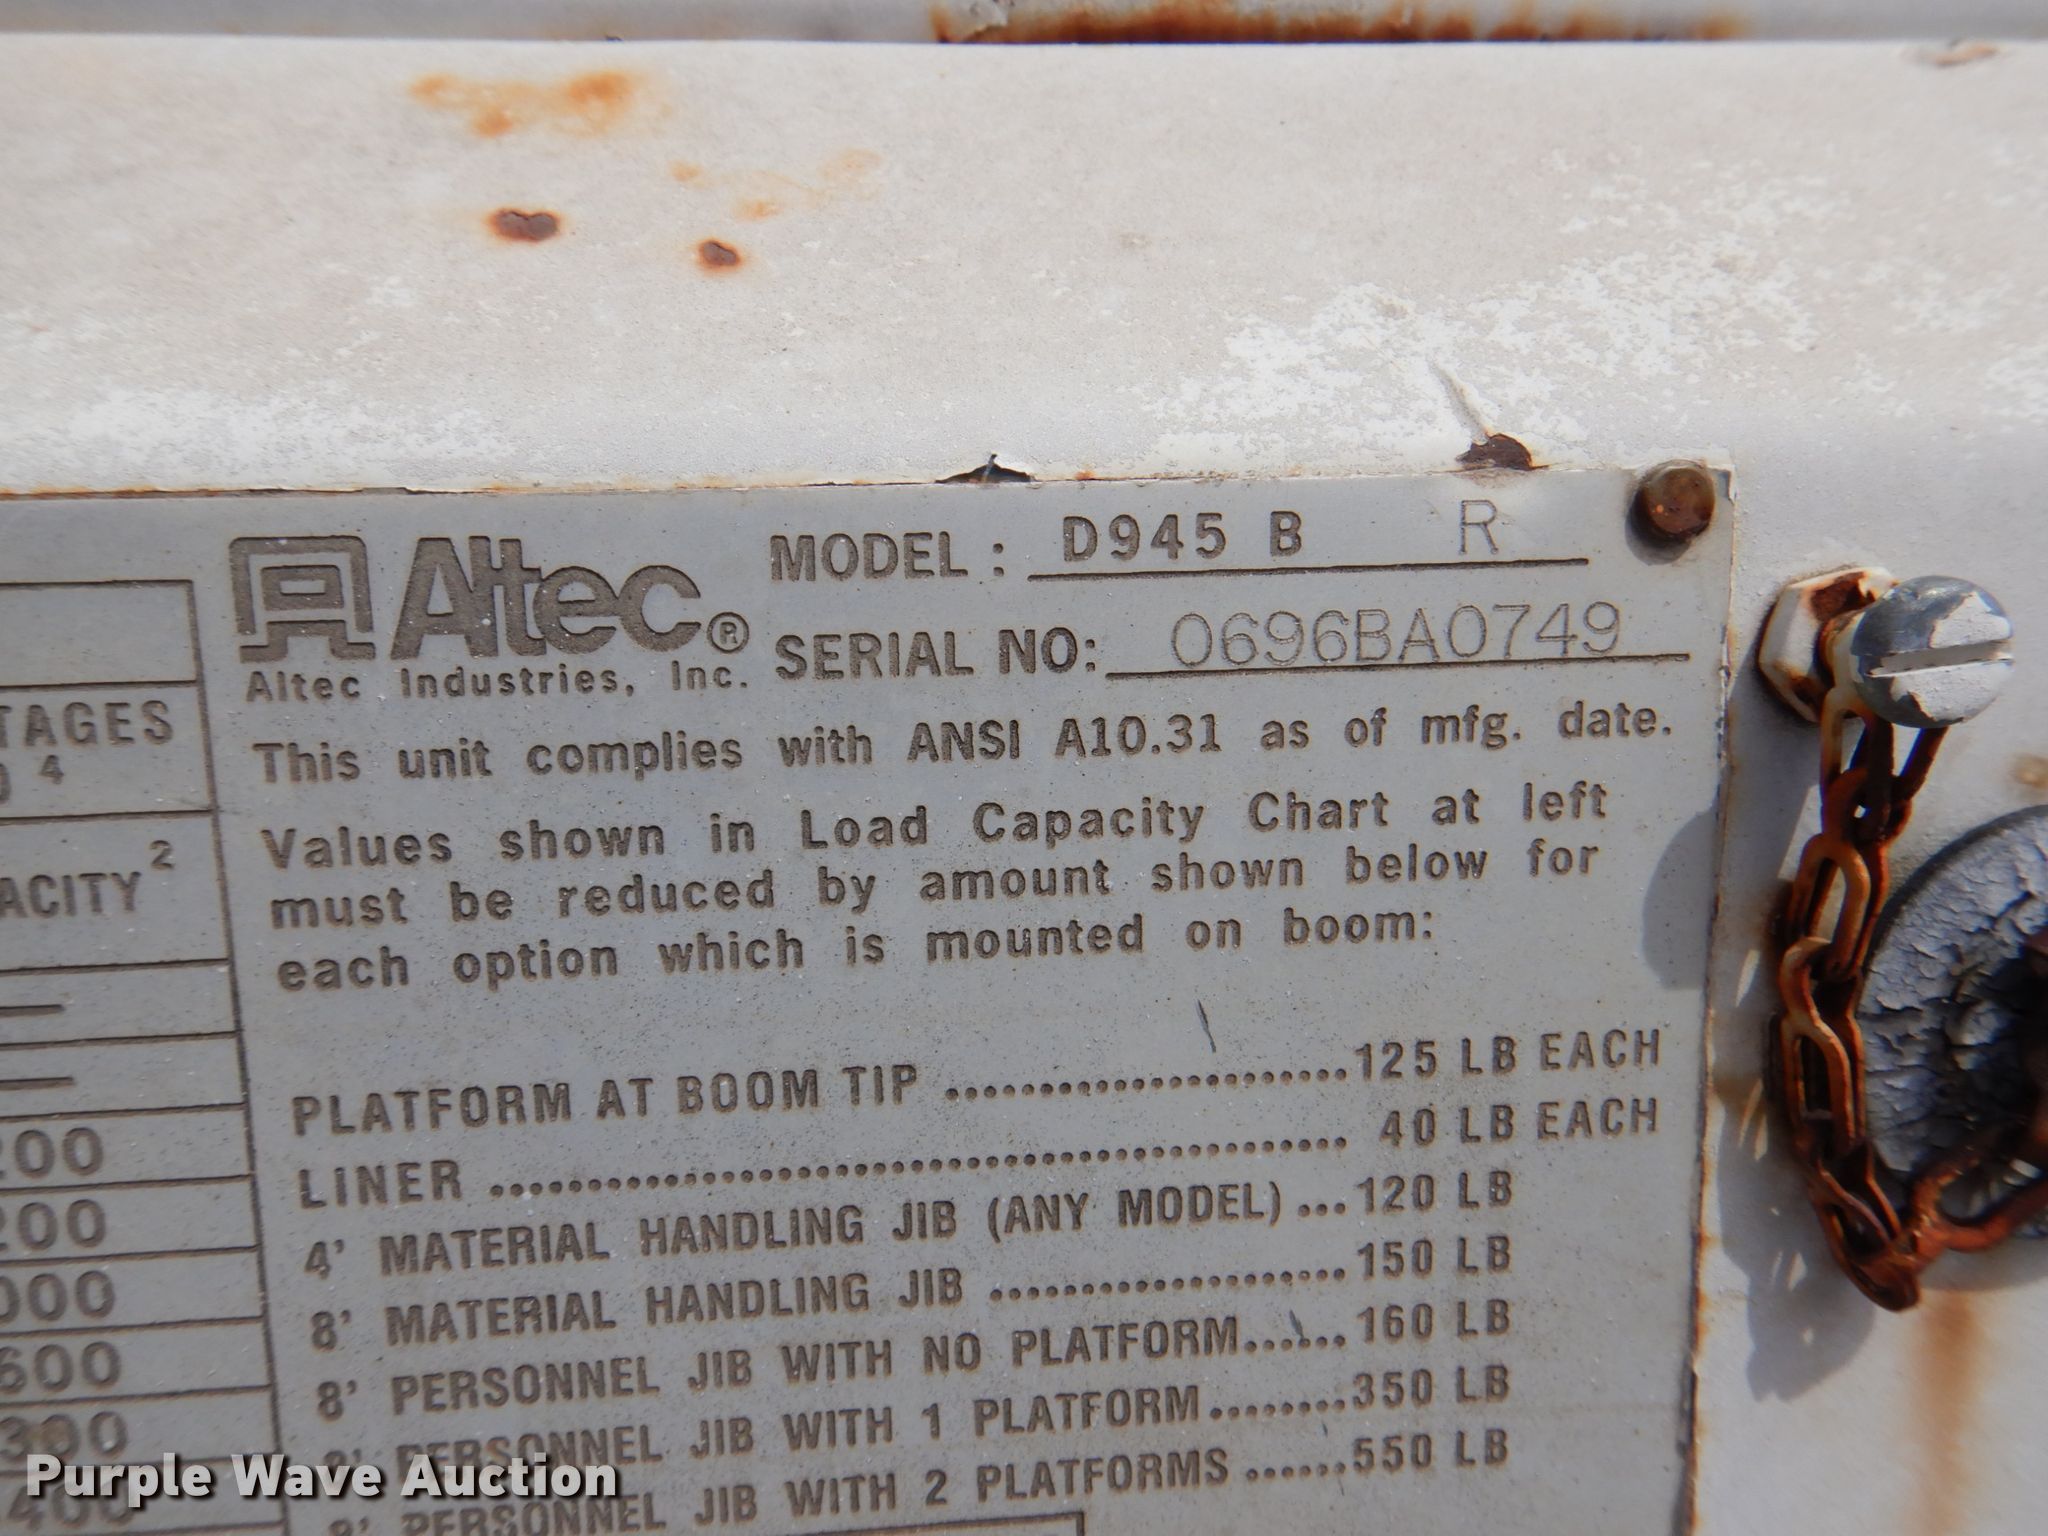 Altec®
Altec Industries, Inc.
MODEL: D945 B R
SERIAL NO: 0696BA0749
This unit complies with ANSI A10.31 as of mfg. date.
Values shown in Load Capacity Chart at left
must be reduced by amount shown below for
each option which is mounted on boom:
PLATFORM AT BOOM TIP ......................125 LB EACH
LINER ............................................... 40 LB EACH
4' MATERIAL HANDLING JIB (ANY MODEL) ...120 LB
8' MATERIAL HANDLING JIB ....................150 LB
8' PERSONNEL JIB WITH NO PLATFORM......160 LB
8' PERSONNEL JIB WITH 1 PLATFORM........350 LB
8' PERSONNEL JIB WITH 2 PLATFORMS ......550 LB
TAGES
4
ACITY 2
—
—
200
200
000
600
300
400
Purple Wave Auction